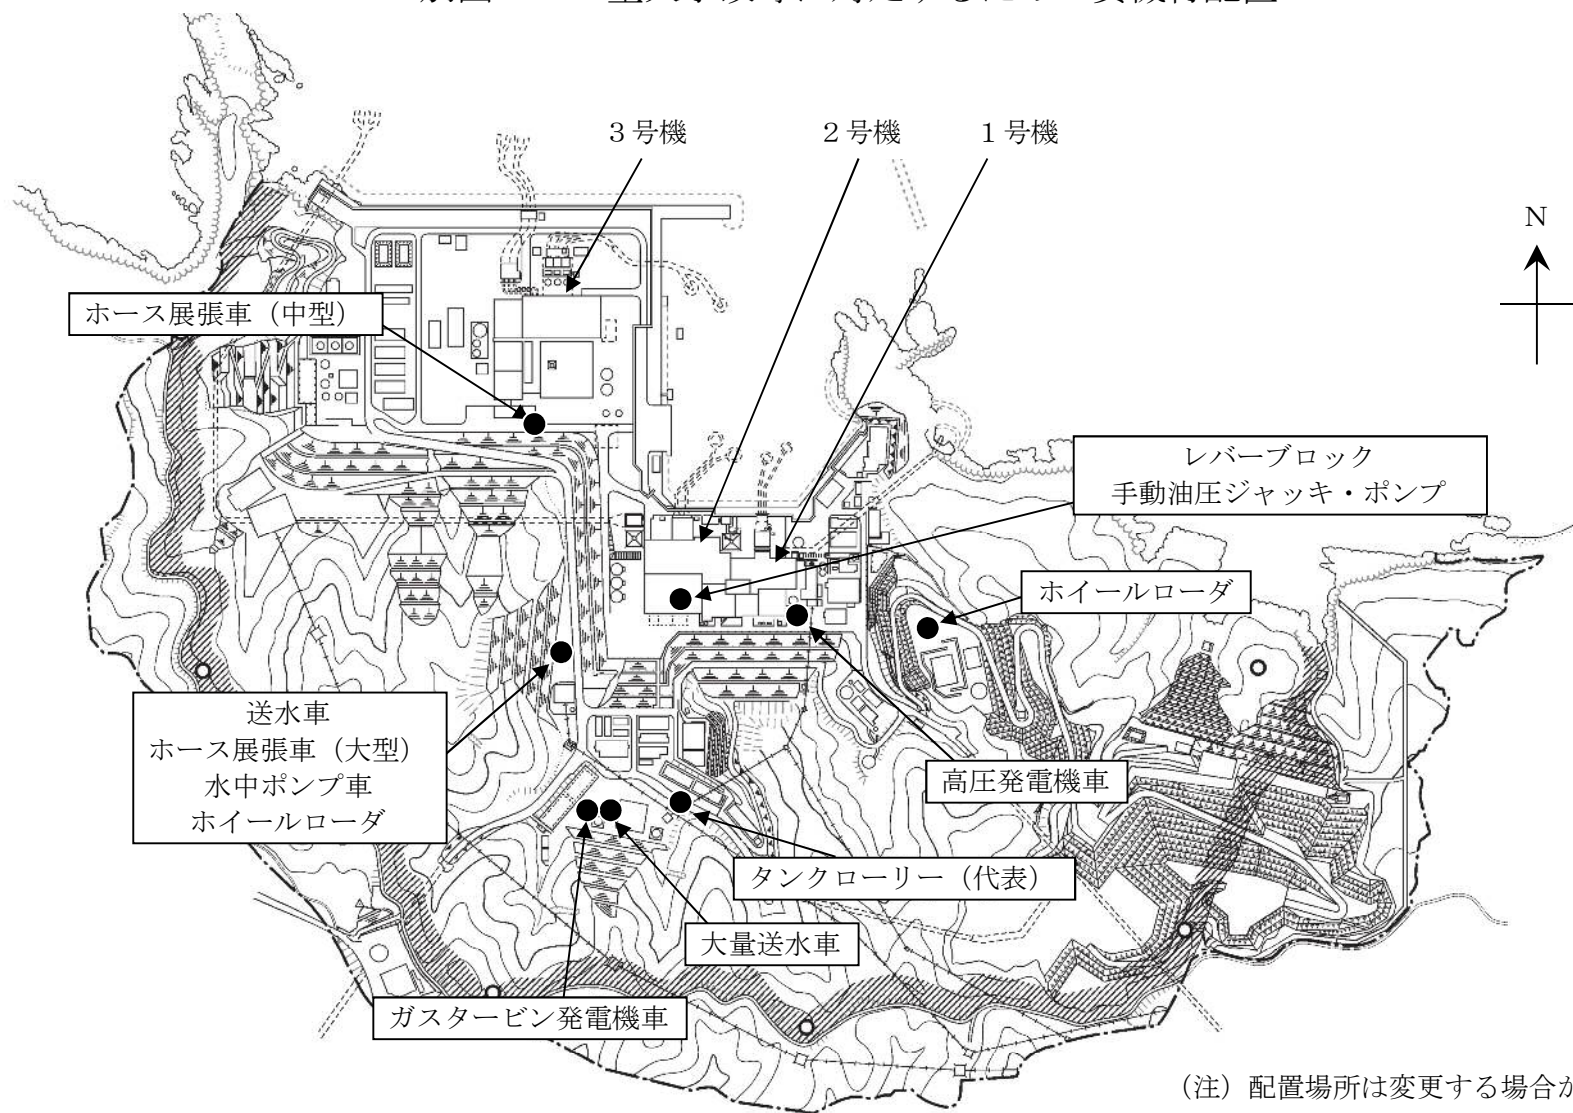 ３号機
２号機
１号機
N
ホース展張車（中型）
レバーブロック
手動油圧ジャッキ・ポンプ
ホイールローダ
送水車
ホース展張車（大型）
水中ポンプ車
ホイールローダ
高圧発電機車
タンクローリー（代表）
大量送水車
ガスタービン発電機車
（注）配置場所は変更する場合が